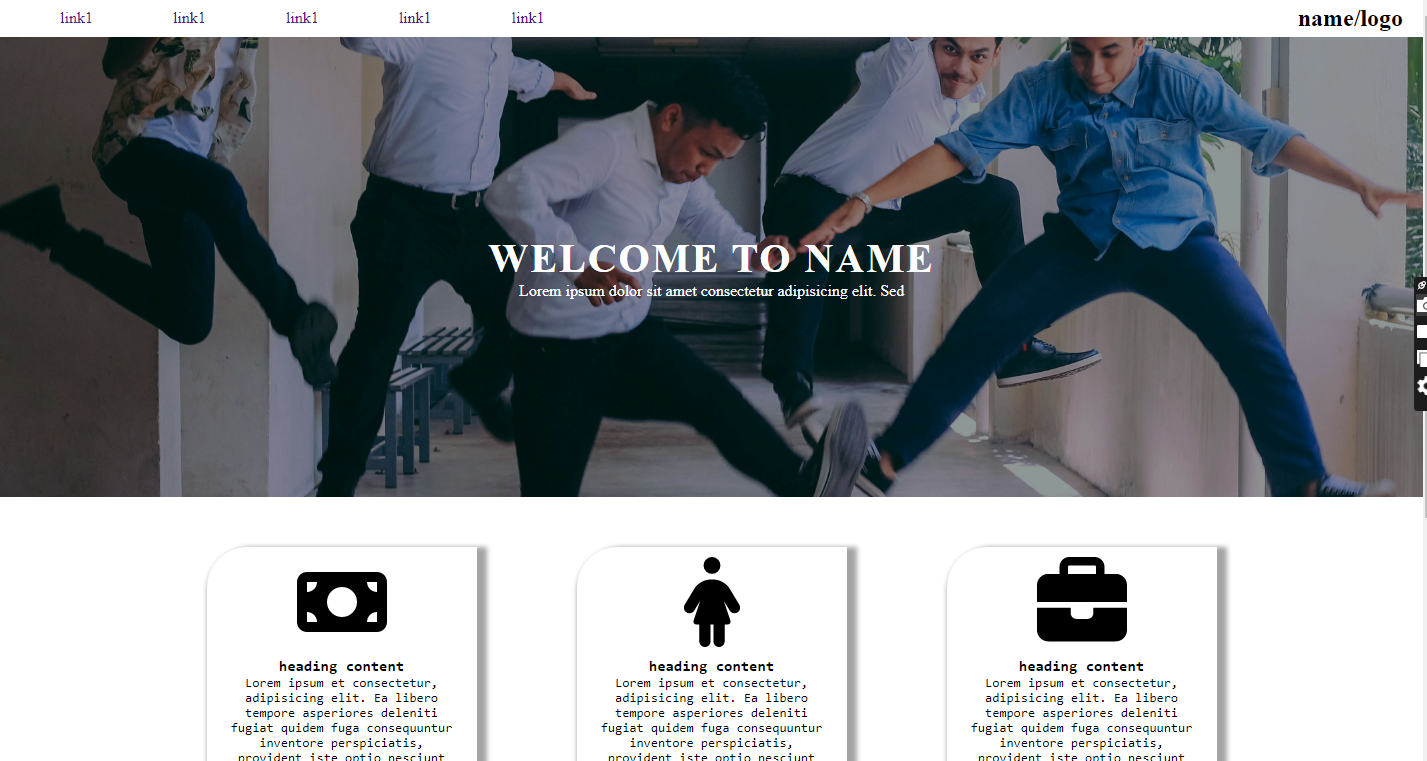 link1 link1 link1 link1 link1 name/logo
WELCOME TO NAME
Lorem ipsum dolor sit amet consectetur adipisicing elit. Sed
heading content
Lorem ipsum et consectetur,
adipisicing elit. Ea libero
tempore asperiores deleniti
fugiat quidem fuga consequuntur
inventore perspiciatis,
provident iste optio nesciunt
heading content
Lorem ipsum et consectetur,
adipisicing elit. Ea libero
tempore asperiores deleniti
fugiat quidem fuga consequuntur
inventore perspiciatis,
provident iste optio nesciunt
heading content
Lorem ipsum et consectetur,
adipisicing elit. Ea libero
tempore asperiores deleniti
fugiat quidem fuga consequuntur
inventore perspiciatis,
provident iste optio nesciunt